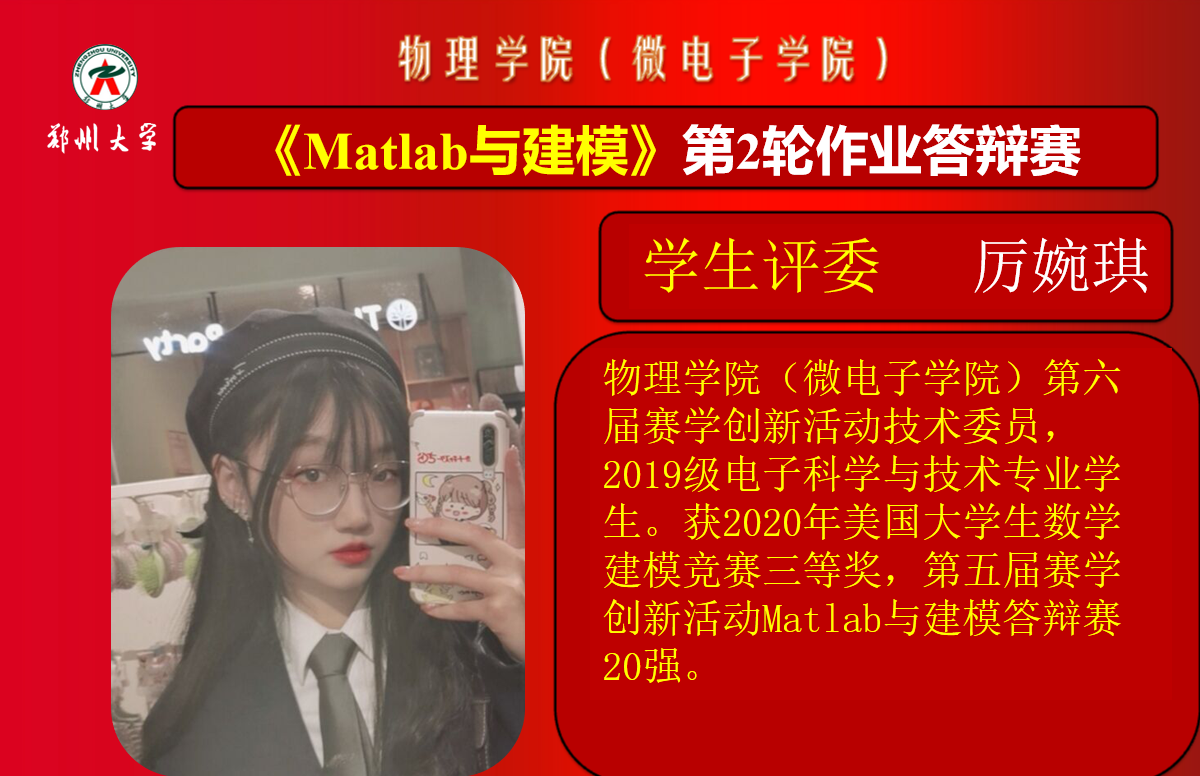 物理学院（微电子学院）
ZHENGZHOU UNIVERSITY
郑州大学
《Matlab与建模》第2轮作业答辩赛
学生评委 厉婉琪
Party
物理学院（微电子学院）第六
届赛学创新活动技术委员，
2019级电子科学与技术专业学
生。获2020年美国大学生数学
建模竞赛三等奖，第五届赛学
创新活动Matlab与建模答辩赛
20强。